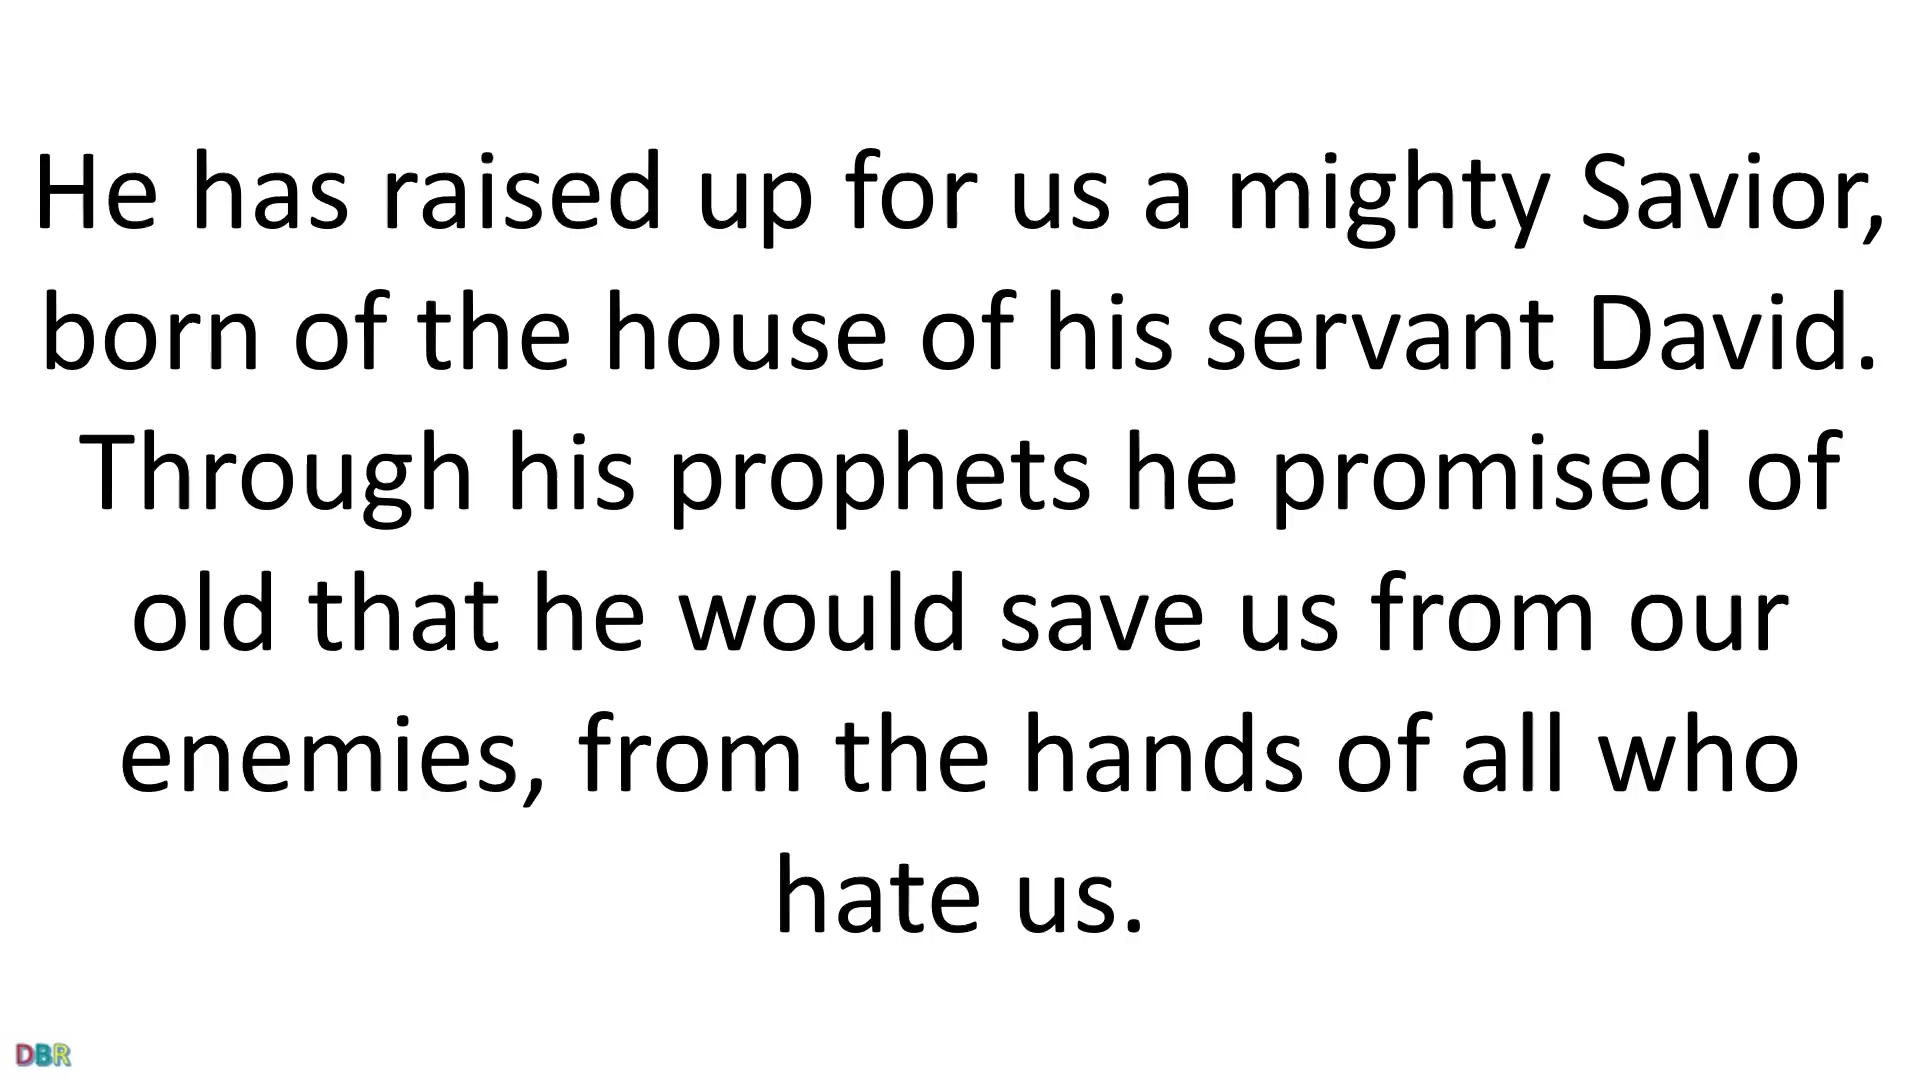 He has raised up for us a mighty Savior,
born of the house of his servant David.
Through his prophets he promised of
old that he would save us from our
enemies, from the hands of all who
hate us.
DBR